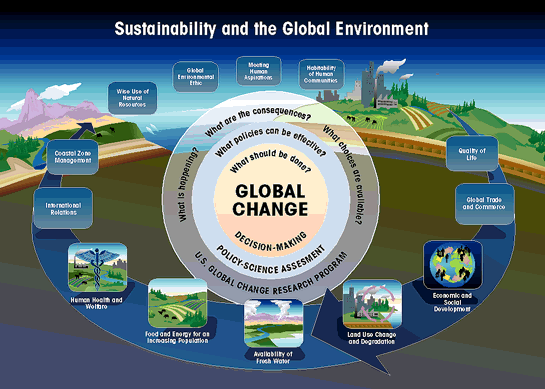 Sustainability and the Global Environment
Meeting
Human
Aspirations
Global
Environmental
Ethic
Habitability
of Human
Communities
Wise Use of
Natural
Resources
Coastal Zone
Management
Quality of
Life
International
Relations
Global Trade
and Commerce
What are the consequences?
What policies can be effective?
What should be done?
What is happening?
What choices are available?
GLOBAL
CHANGE
DECISION-MAKING
POLICY-SCIENCE ASSESMENT
U.S. GLOBAL CHANGE RESEARCH PROGRAM
Human Health and
Welfare
Food and Energy for an
Increasing Population
Availability of
Fresh Water
Land Use Change
and Degradation
Economic and
Social
Development